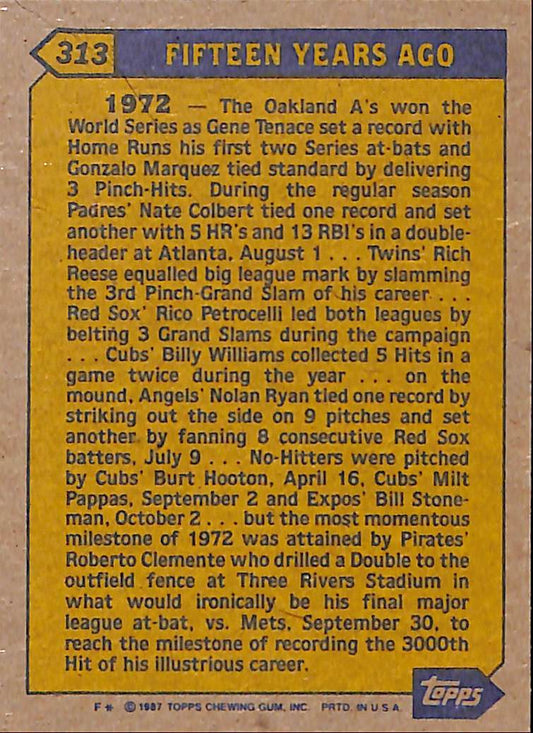 313 FIFTEEN YEARS AGO
1972 — The Oakland A's won the
World Series as Gene Tenace set a record with
Home Runs his first two Series at-bats and
Gonzalo Marquez tied standard by delivering
3 Pinch-Hits. During the regular season
Padres' Nate Colbert tied one record and set
another with 5 HR's and 13 RBI's in a double-
header at Atlanta, August 1 . . . Twins' Rich
Reese equalled big league mark by slamming
the 3rd Pinch-Grand Slam of his career . . .
Red Sox' Rico Petrocelli led both leagues by
belting 3 Grand Slams during the campaign
. . . Cubs' Billy Williams collected 5 Hits in a
game twice during the year . . . on the
mound, Angels' Nolan Ryan tied one record by
striking out the side on 9 pitches and set
another by fanning 8 consecutive Red Sox
batters, July 9 . . . No-Hitters were pitched
by Cubs' Burt Hooton, April 16, Cubs' Milt
Pappas, September 2 and Expos' Bill Stone-
man, October 2 . . . but the most momentous
milestone of 1972 was attained by Pirates'
Roberto Clemente who drilled a Double to the
outfield fence at Three Rivers Stadium in
what would ironically be his final major
league at-bat, vs. Mets, September 30, to
reach the milestone of recording the 3000th
Hit of his illustrious career.
topps
F* © 1987 TOPPS CHEWING GUM, INC. PRTD. IN U.S.A.